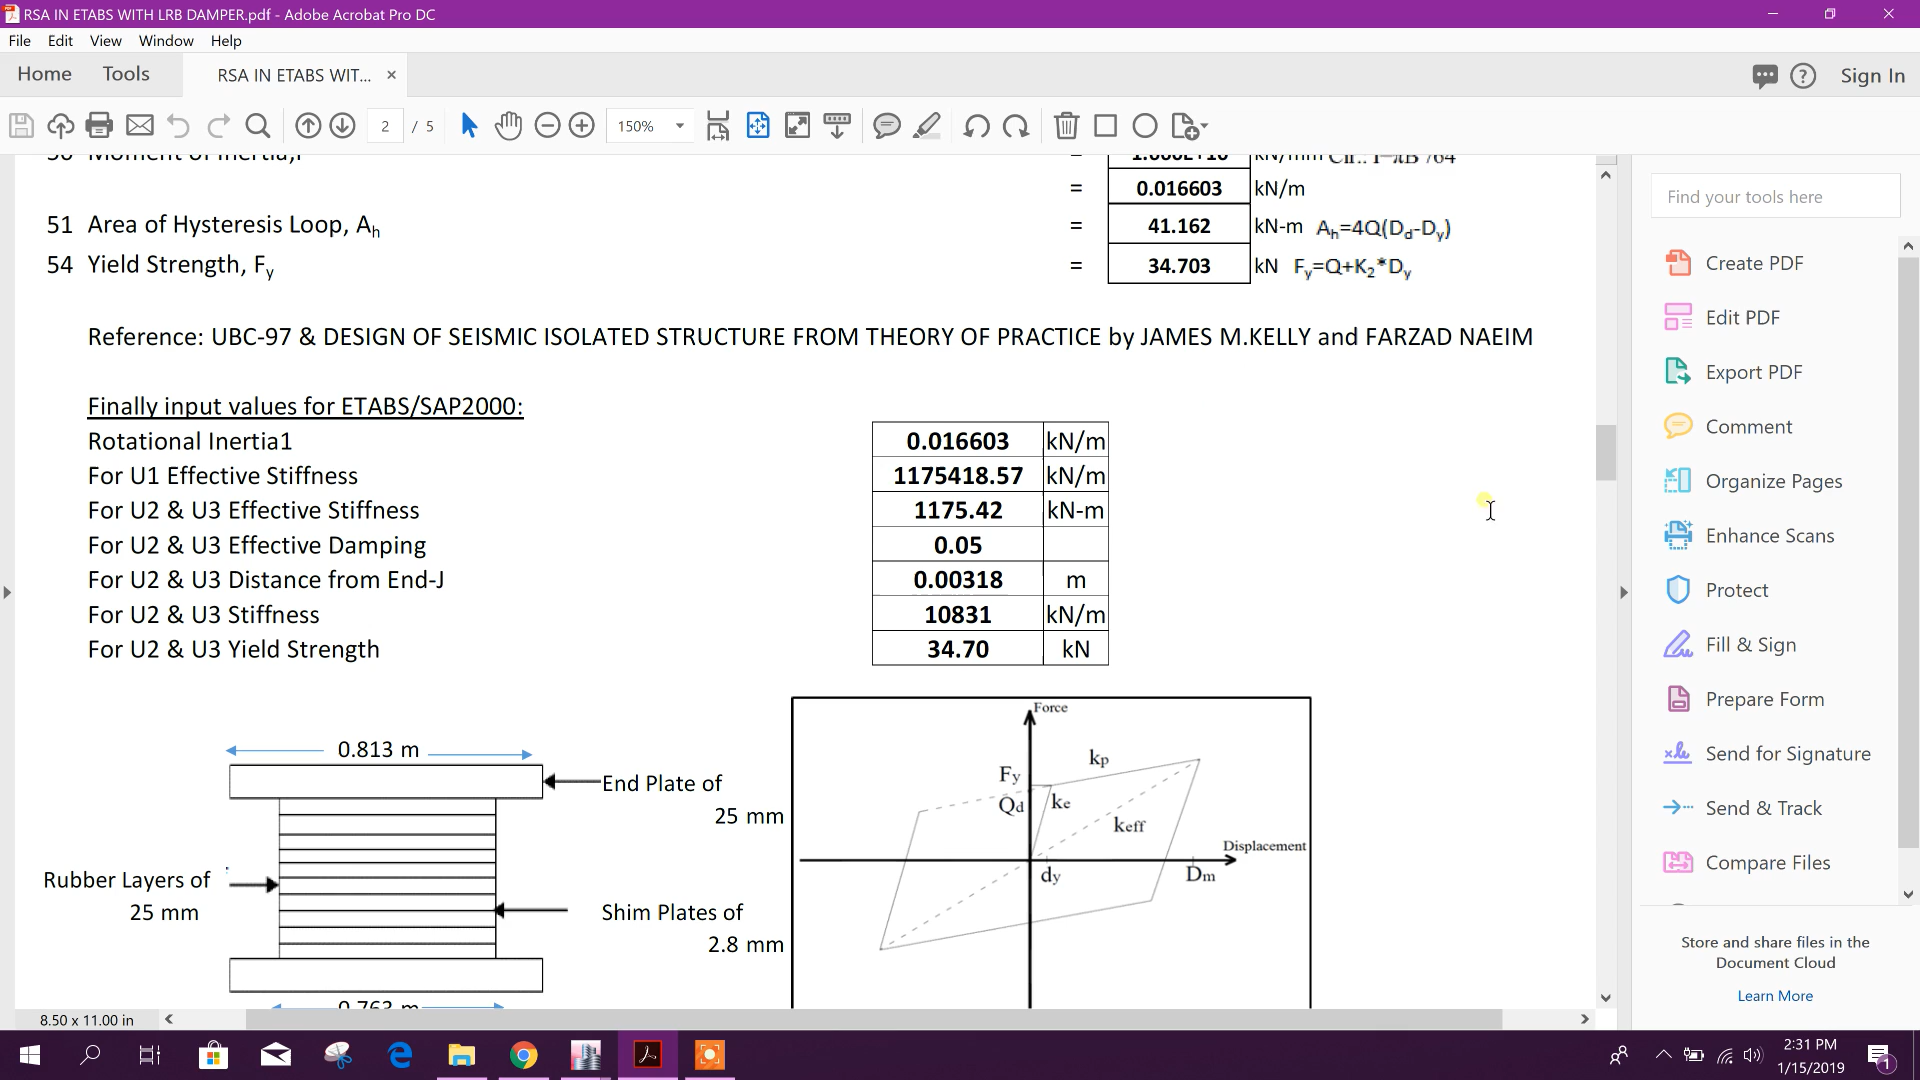 RSA IN ETABS WITH LRB DAMPER.pdf - Adobe Acrobat Pro DC
File Edit View Window Help
Home Tools RSA IN ETABS WIT... × Sign In
2 / 5 150%
50 Moment of Inertia,I =
= 0.016603 kN/m
51 Area of Hysteresis Loop, Ah = 41.162 kN-m Ah=4Q(Dd-Dy)
54 Yield Strength, Fy = 34.703 kN Fy=Q+K2*Dy
Reference: UBC-97 & DESIGN OF SEISMIC ISOLATED STRUCTURE FROM THEORY OF PRACTICE by JAMES M.KELLY and FARZAD NAEIM
Finally input values for ETABS/SAP2000:
Rotational Inertia1 0.016603 kN/m
For U1 Effective Stiffness 1175418.57 kN/m
For U2 & U3 Effective Stiffness 1175.42 kN-m
For U2 & U3 Effective Damping 0.05
For U2 & U3 Distance from End-J 0.00318 m
For U2 & U3 Stiffness 10831 kN/m
For U2 & U3 Yield Strength 34.70 kN
0.813 m
End Plate of
25 mm
Rubber Layers of
25 mm
Shim Plates of
2.8 mm
0.763 m
Force
kp
Fy
Qd
ke
keff
Displacement
dy
Dm
8.50 x 11.00 in
Find your tools here
Create PDF
Edit PDF
Export PDF
Comment
Organize Pages
Enhance Scans
Protect
Fill & Sign
Prepare Form
Send for Signature
Send & Track
Compare Files
Store and share files in the
Document Cloud
Learn More
2:31 PM
1/15/2019
1